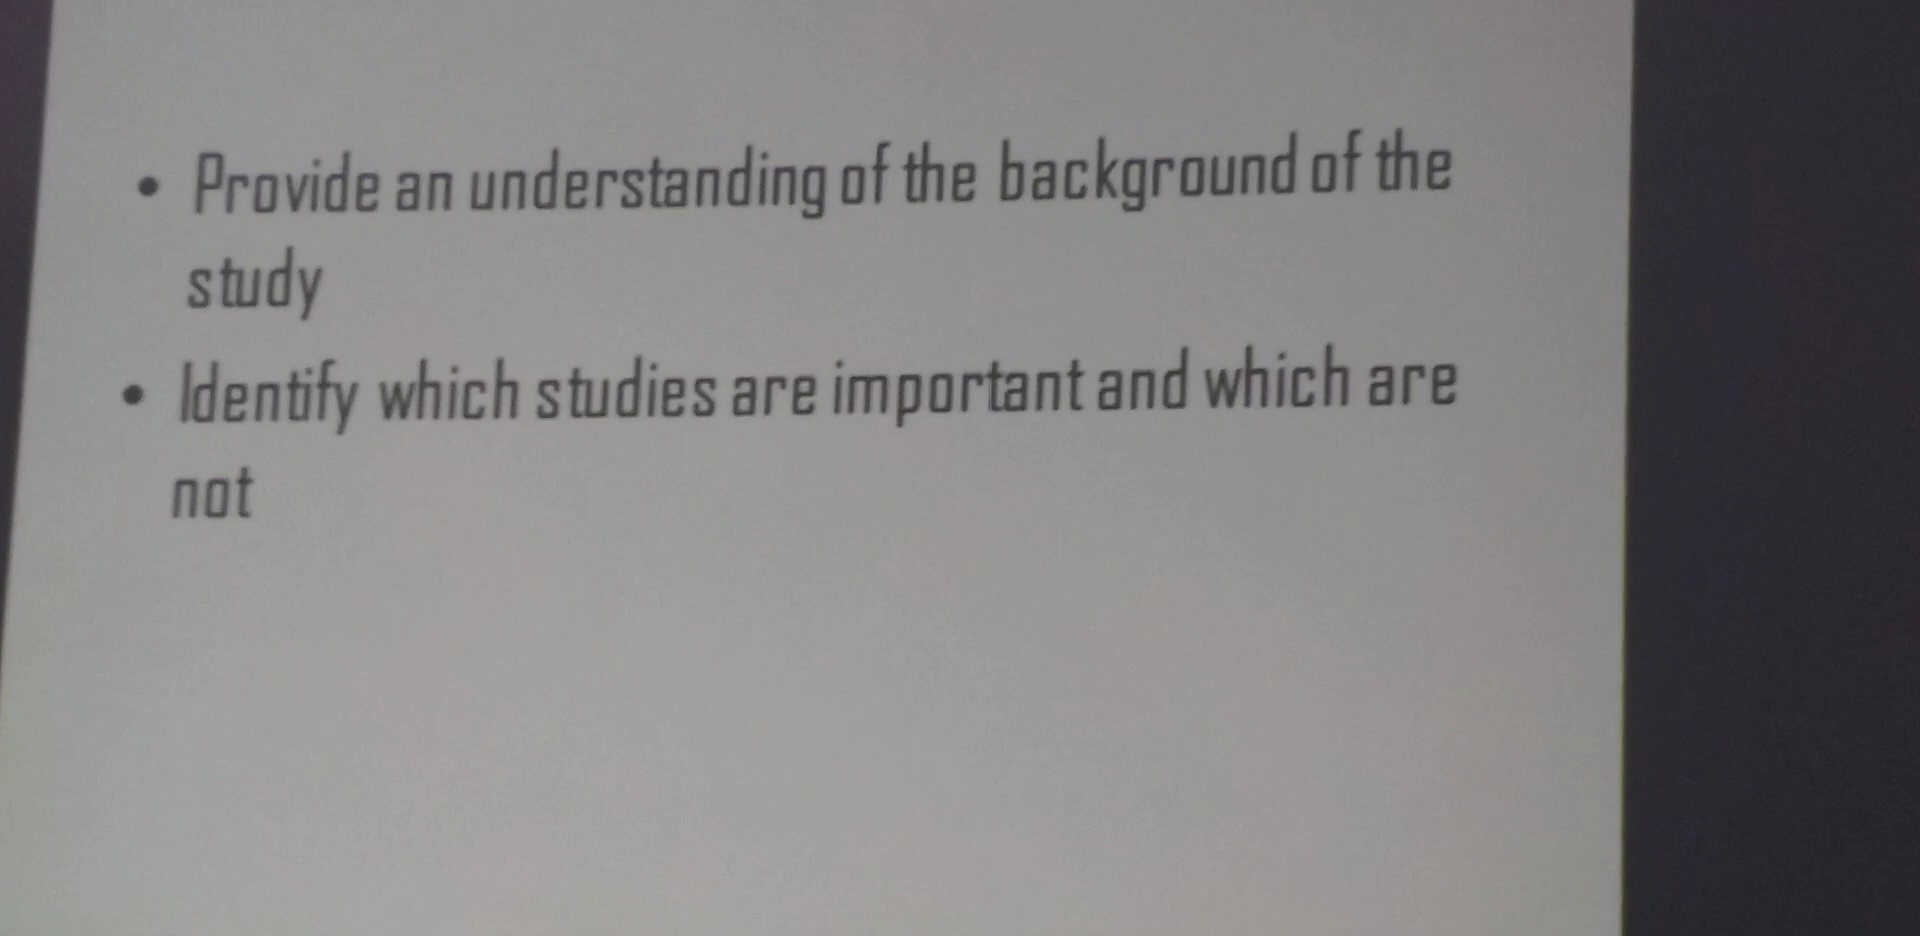 • Provide an understanding of the background of the
study
• Identify which studies are important and which are
not